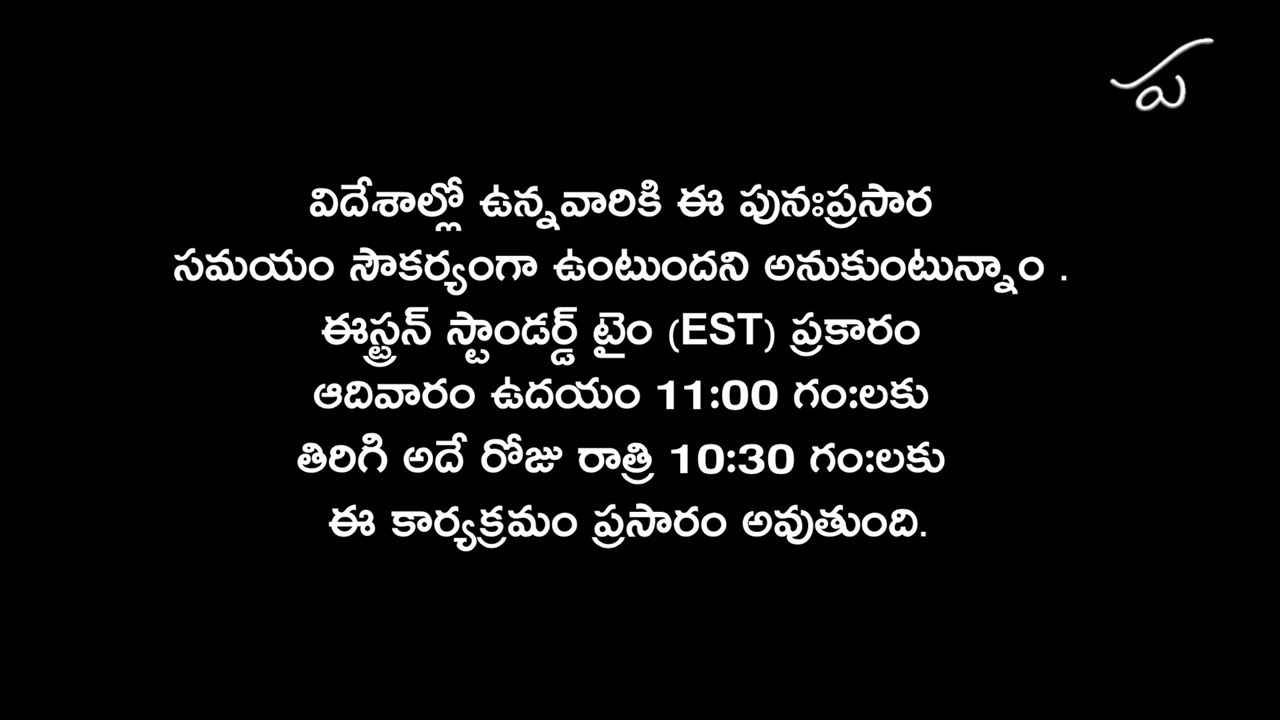 ప
విదేశాల్లో ఉన్నవారికి ఈ పునఃప్రసార
సమయం సౌకర్యంగా ఉంటుందని అనుకుంటున్నాం .
ఈస్ట్రన్ స్టాండర్డ్ టైం (EST) ప్రకారం
ఆదివారం ఉదయం 11:00 గం:లకు
తిరిగి అదే రోజు రాత్రి 10:30 గం:లకు
ఈ కార్యక్రమం ప్రసారం అవుతుంది.